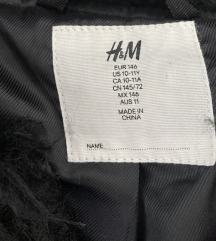 H&M
EUR 146
US 10-11Y
CA 10-11A
CN 145/72
MX 146
AUS 11
MADE IN
CHINA
NAME: